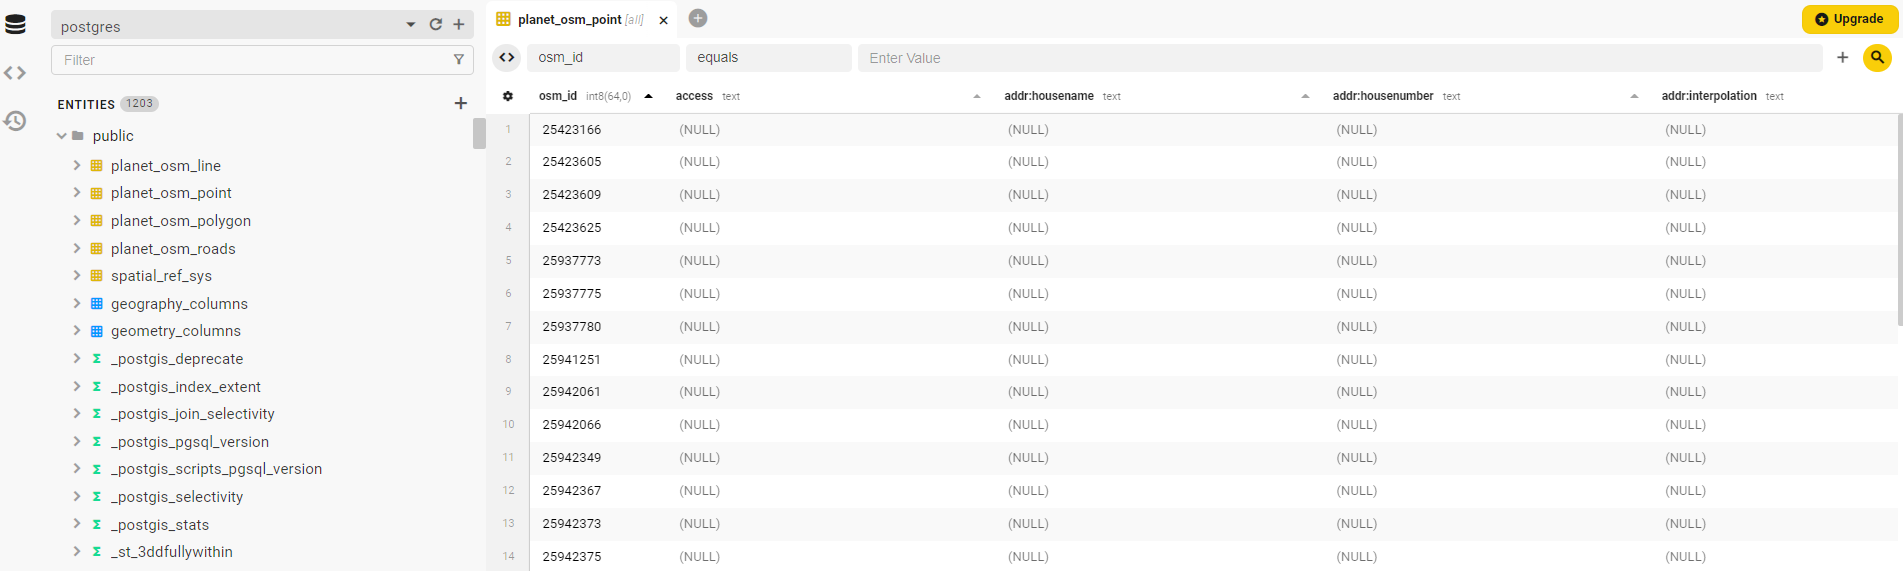 postgres
Filter
ENTITIES 1203
public
planet_osm_line
planet_osm_point
planet_osm_polygon
planet_osm_roads
spatial_ref_sys
geography_columns
geometry_columns
_postgis_deprecate
_postgis_index_extent
_postgis_join_selectivity
_postgis_pgsql_version
_postgis_scripts_pgsql_version
_postgis_selectivity
_postgis_stats
_st_3ddfullywithin
planet_osm_point [all]
Upgrade
osm_id equals Enter Value
osm_id int8(64,0) access text addr:housename text addr:housenumber text addr:interpolation text
1 25423166 (NULL) (NULL) (NULL) (NULL)
2 25423605 (NULL) (NULL) (NULL) (NULL)
3 25423609 (NULL) (NULL) (NULL) (NULL)
4 25423625 (NULL) (NULL) (NULL) (NULL)
5 25937773 (NULL) (NULL) (NULL) (NULL)
6 25937775 (NULL) (NULL) (NULL) (NULL)
7 25937780 (NULL) (NULL) (NULL) (NULL)
8 25941251 (NULL) (NULL) (NULL) (NULL)
9 25942061 (NULL) (NULL) (NULL) (NULL)
10 25942066 (NULL) (NULL) (NULL) (NULL)
11 25942349 (NULL) (NULL) (NULL) (NULL)
12 25942367 (NULL) (NULL) (NULL) (NULL)
13 25942373 (NULL) (NULL) (NULL) (NULL)
14 25942375 (NULL) (NULL) (NULL) (NULL)